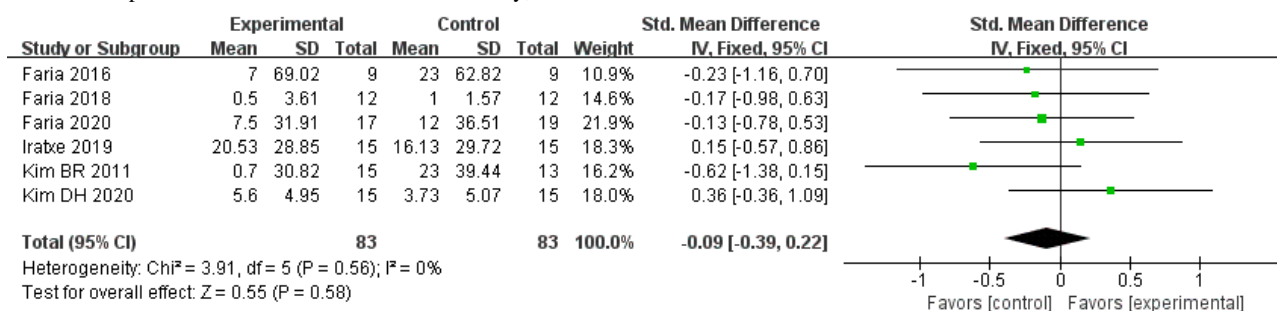 Experimental Control Std. Mean Difference Std. Mean Difference
Study or Subgroup Mean SD Total Mean SD Total Weight IV, Fixed, 95% CI IV, Fixed, 95% CI
Faria 2016 7 69.02 9 23 62.82 9 10.9% -0.23 [-1.16, 0.70]
Faria 2018 0.5 3.61 12 1 1.57 12 14.6% -0.17 [-0.98, 0.63]
Faria 2020 7.5 31.91 17 12 36.51 19 21.9% -0.13 [-0.78, 0.53]
Iratxe 2019 20.53 28.85 15 16.13 29.72 15 18.3% 0.15 [-0.57, 0.86]
Kim BR 2011 0.7 30.82 15 23 39.44 13 16.2% -0.62 [-1.38, 0.15]
Kim DH 2020 5.6 4.95 15 3.73 5.07 15 18.0% 0.36 [-0.36, 1.09]
Total (95% CI) 83 83 100.0% -0.09 [-0.39, 0.22]
Heterogeneity: Chi² = 3.91, df = 5 (P = 0.56); I² = 0%
Test for overall effect: Z = 0.55 (P = 0.58)
-1 -0.5 0 0.5 1
Favors [control] Favors [experimental]